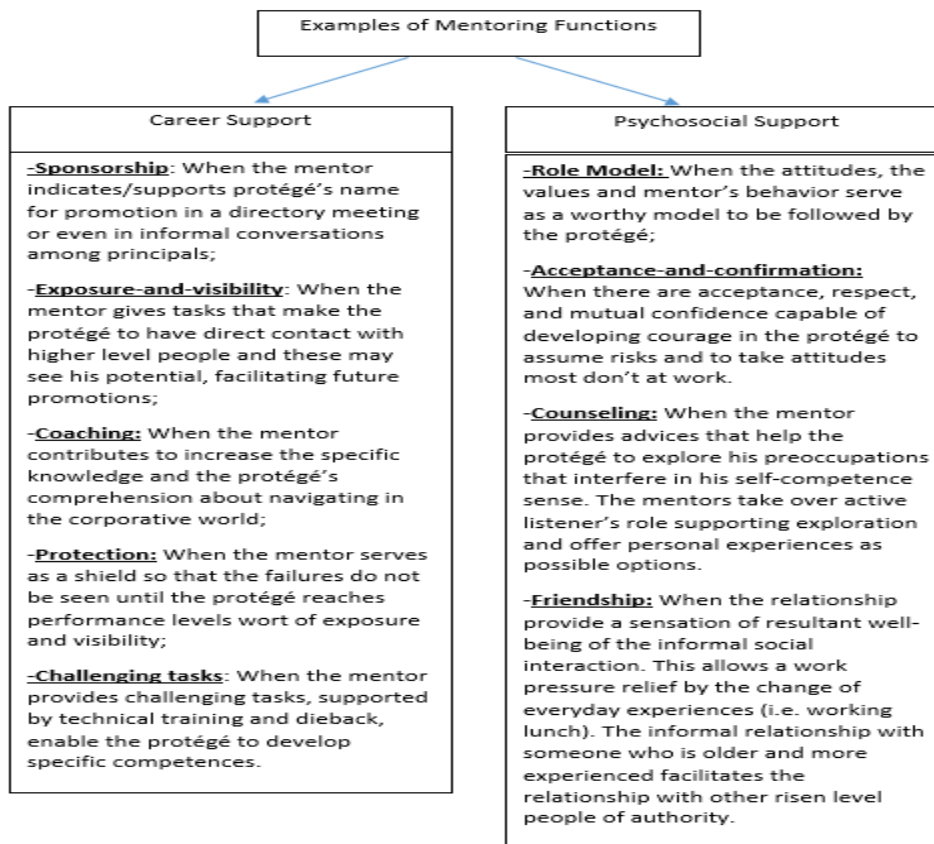 Examples of Mentoring Functions
Career Support
-Sponsorship: When the mentor
indicates/supports protégé's name
for promotion in a directory meeting
or even in informal conversations
among principals;
-Exposure-and-visibility: When the
mentor gives tasks that make the
protégé to have direct contact with
higher level people and these may
see his potential, facilitating future
promotions;
-Coaching: When the mentor
contributes to increase the specific
knowledge and the protégé's
comprehension about navigating in
the corporative world;
-Protection: When the mentor serves
as a shield so that the failures do not
be seen until the protégé reaches
performance levels wort of exposure
and visibility;
-Challenging tasks: When the mentor
provides challenging tasks, supported
by technical training and dieback,
enable the protégé to develop
specific competences.
Psychosocial Support
-Role Model: When the attitudes, the
values and mentor's behavior serve
as a worthy model to be followed by
the protégé;
-Acceptance-and-confirmation:
When there are acceptance, respect,
and mutual confidence capable of
developing courage in the protégé to
assume risks and to take attitudes
most don't at work.
-Counseling: When the mentor
provides advices that help the
protégé to explore his preoccupations
that interfere in his self-competence
sense. The mentors take over active
listener's role supporting exploration
and offer personal experiences as
possible options.
-Friendship: When the relationship
provide a sensation of resultant well-
being of the informal social
interaction. This allows a work
pressure relief by the change of
everyday experiences (i.e. working
lunch). The informal relationship with
someone who is older and more
experienced facilitates the
relationship with other risen level
people of authority.